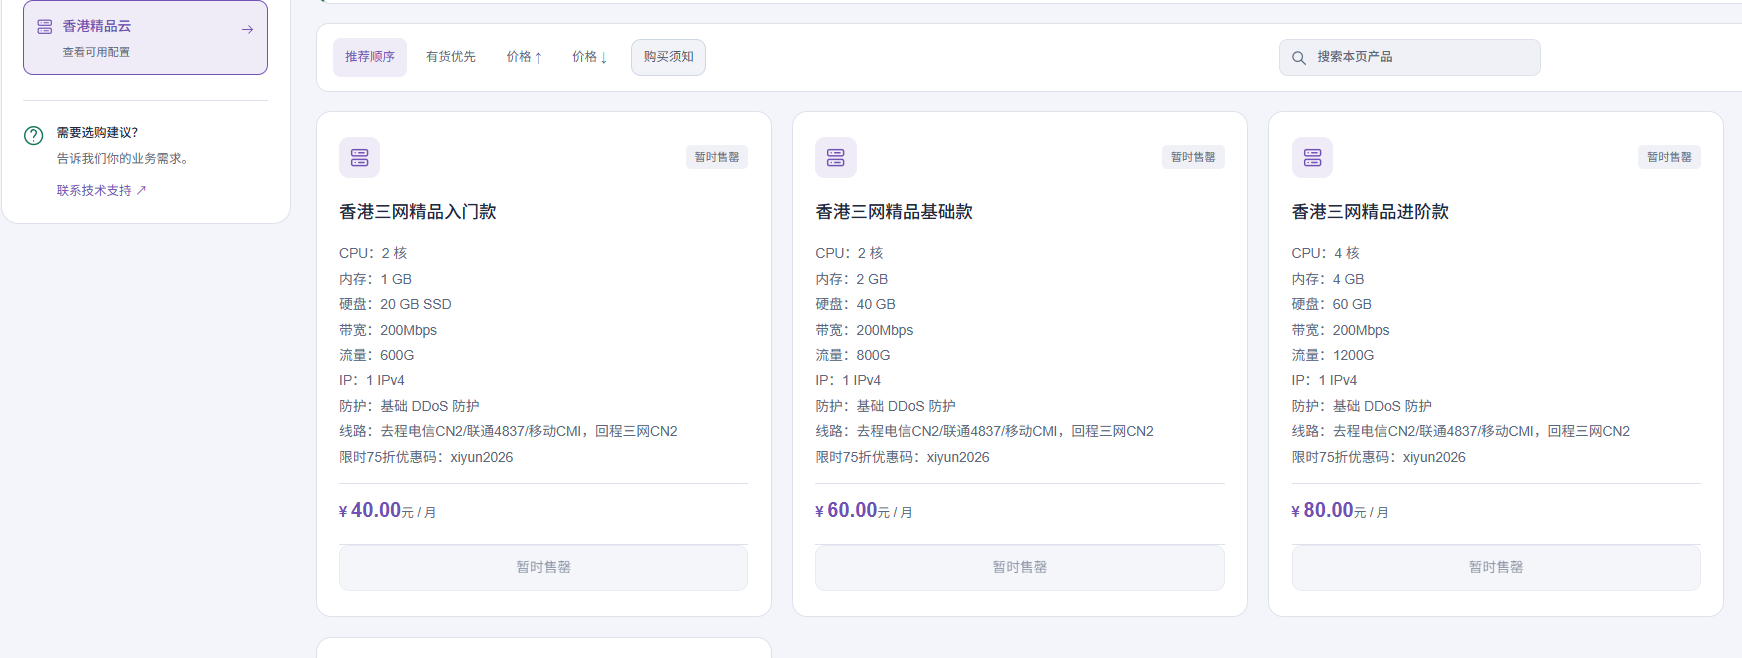 香港精品云
查看可用配置
需要选购建议?
告诉我们你的业务需求。
联系技术支持 ↗
推荐顺序 有货优先 价格↑ 价格↓ 购买须知 搜索本页产品
暂时售罄
香港三网精品入门款
CPU：2 核
内存：1 GB
硬盘：20 GB SSD
带宽：200Mbps
流量：600G
IP：1 IPv4
防护：基础 DDoS 防护
线路：去程电信CN2/联通4837/移动CMI，回程三网CN2
限时75折优惠码：xiyun2026
¥ 40.00元 / 月
暂时售罄
暂时售罄
香港三网精品基础款
CPU：2 核
内存：2 GB
硬盘：40 GB
带宽：200Mbps
流量：800G
IP：1 IPv4
防护：基础 DDoS 防护
线路：去程电信CN2/联通4837/移动CMI，回程三网CN2
限时75折优惠码：xiyun2026
¥ 60.00元 / 月
暂时售罄
暂时售罄
香港三网精品进阶款
CPU：4 核
内存：4 GB
硬盘：60 GB
带宽：200Mbps
流量：1200G
IP：1 IPv4
防护：基础 DDoS 防护
线路：去程电信CN2/联通4837/移动CMI，回程三网CN2
限时75折优惠码：xiyun2026
¥ 80.00元 / 月
暂时售罄